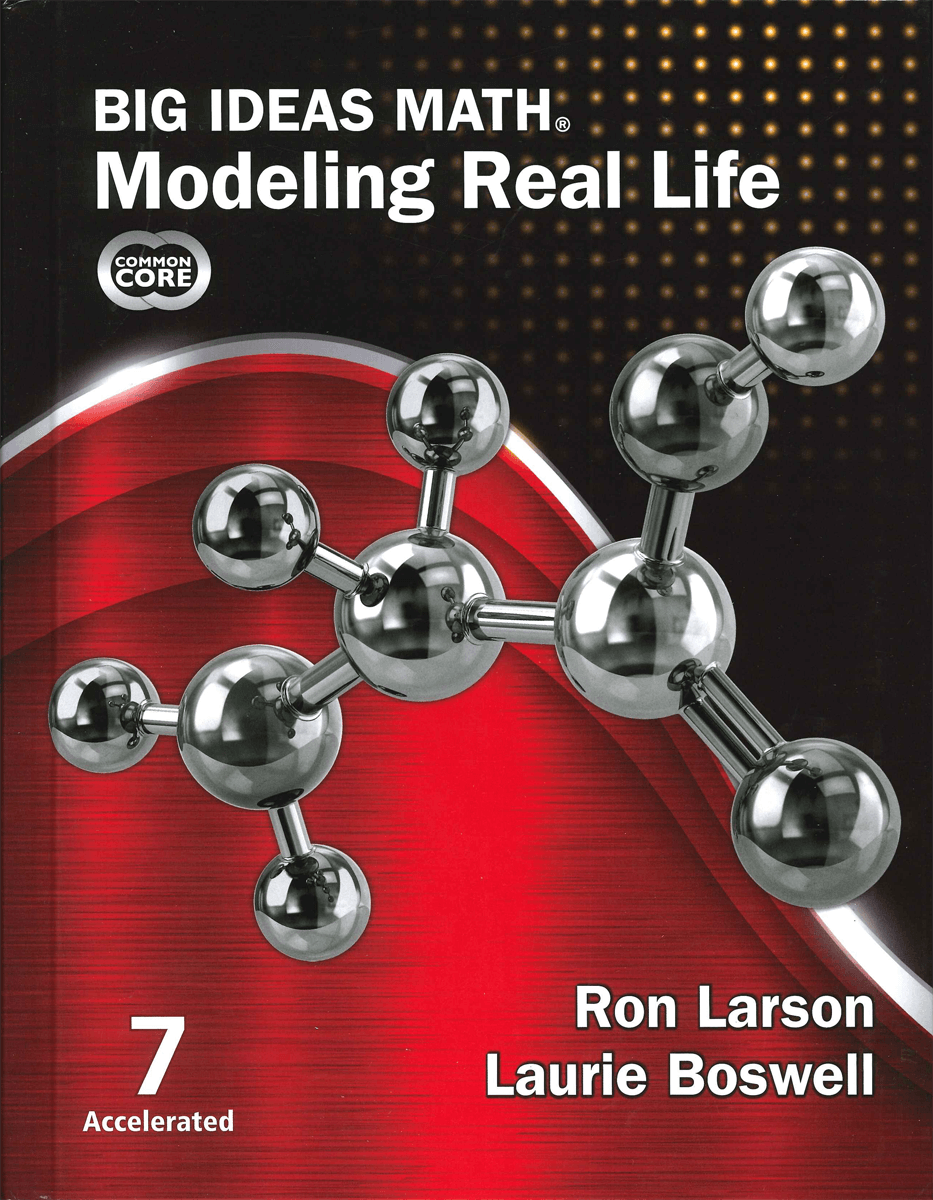 BIG IDEAS MATH®
Modeling Real Life
COMMON
CORE
Ron Larson
Laurie Boswell
7
Accelerated